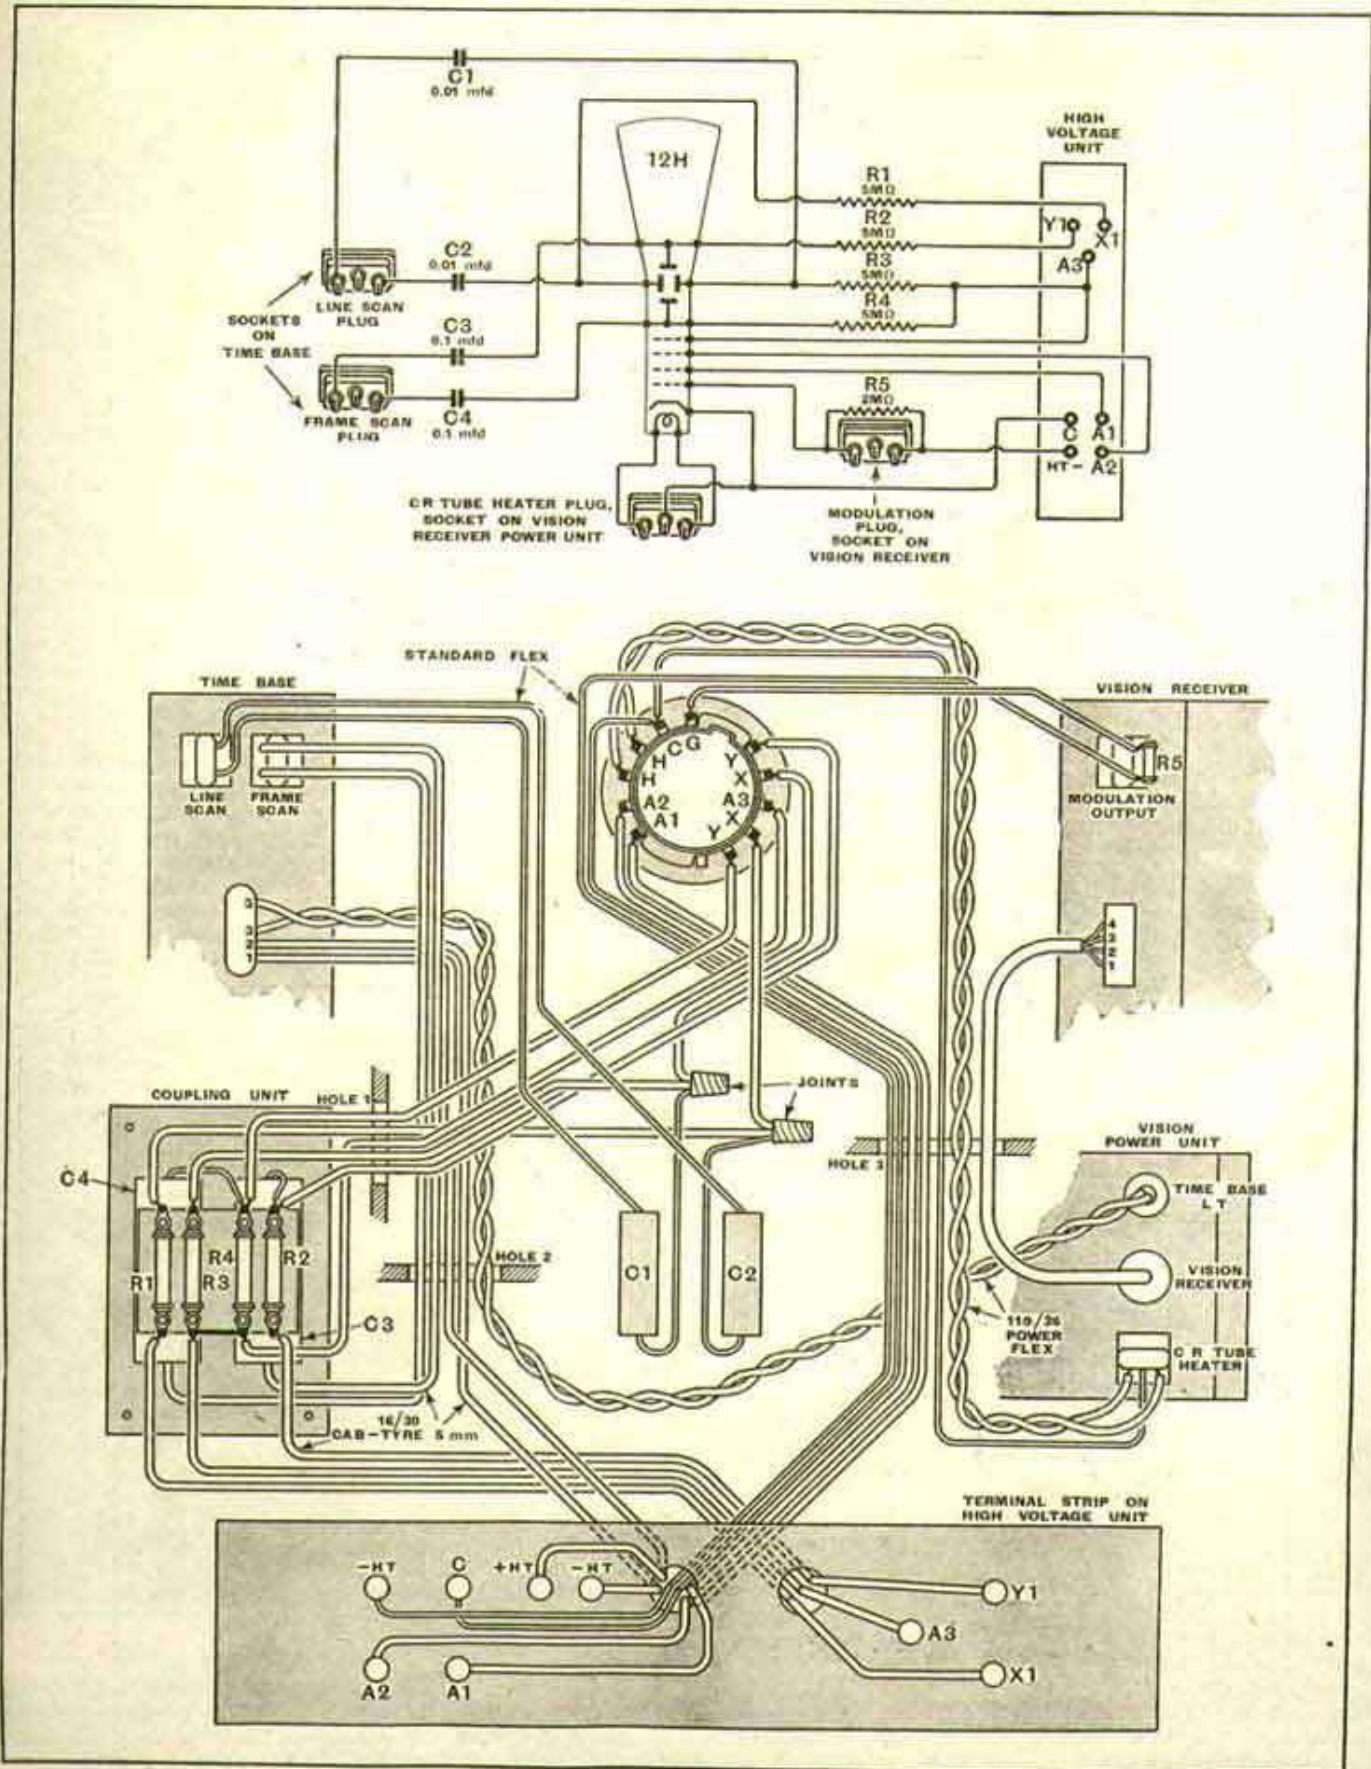 C1
0.01 mfd
12H
HIGH
VOLTAGE
UNIT
R1
5MΩ
R2
5MΩ
Y1
X1
C2
0.01 mfd
R3
5MΩ
A3
LINE SCAN
PLUG
R4
5MΩ
SOCKETS
ON
TIME BASE
C3
0.1 mfd
R5
2MΩ
FRAME SCAN
PLUG
C4
0.1 mfd
C
A1
HT-
A2
CR TUBE HEATER PLUG,
SOCKET ON VISION
RECEIVER POWER UNIT
MODULATION
PLUG,
SOCKET ON
VISION RECEIVER
STANDARD FLEX
TIME BASE
VISION RECEIVER
LINE
SCAN
FRAME
SCAN
H
H
C
G
Y
X
A3
X
Y
A1
A2
R5
MODULATION
OUTPUT
3
2
1
4
3
2
1
JOINTS
COUPLING UNIT
HOLE 1
VISION
POWER UNIT
HOLE 3
C4
TIME BASE
LT
R1
R3
R4
R2
HOLE 2
C1
C2
VISION
RECEIVER
C3
110/36
POWER
FLEX
C R TUBE
HEATER
16/30
CAB-TYRE 5 mm
TERMINAL STRIP ON
HIGH VOLTAGE UNIT
-HT
C
+HT
-HT
Y1
A3
A2
A1
X1